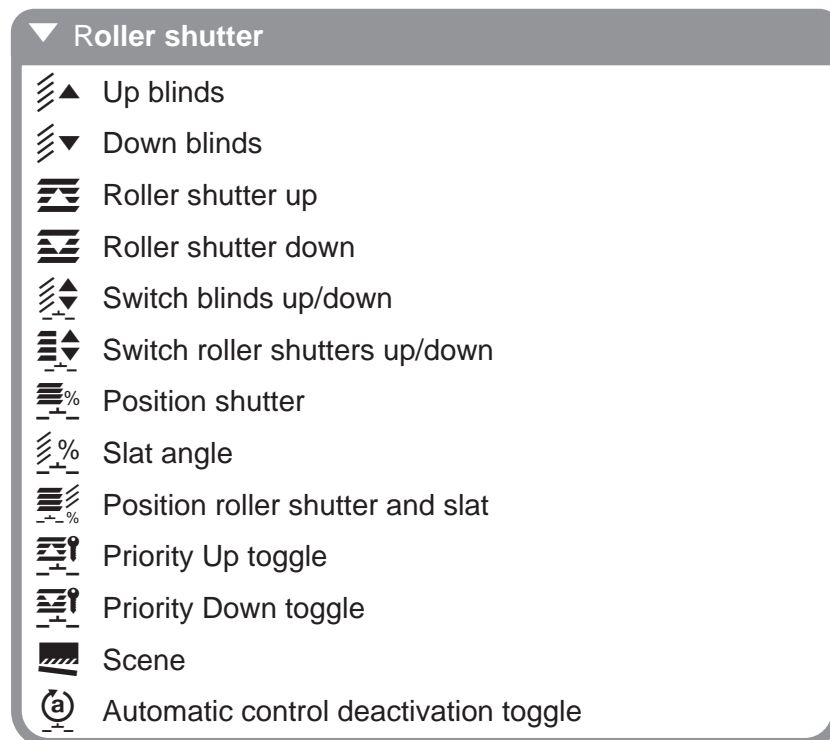 Roller shutter
Up blinds
Down blinds
Roller shutter up
Roller shutter down
Switch blinds up/down
Switch roller shutters up/down
% Position shutter
% Slat angle
% Position roller shutter and slat
Priority Up toggle
Priority Down toggle
Scene
a Automatic control deactivation toggle